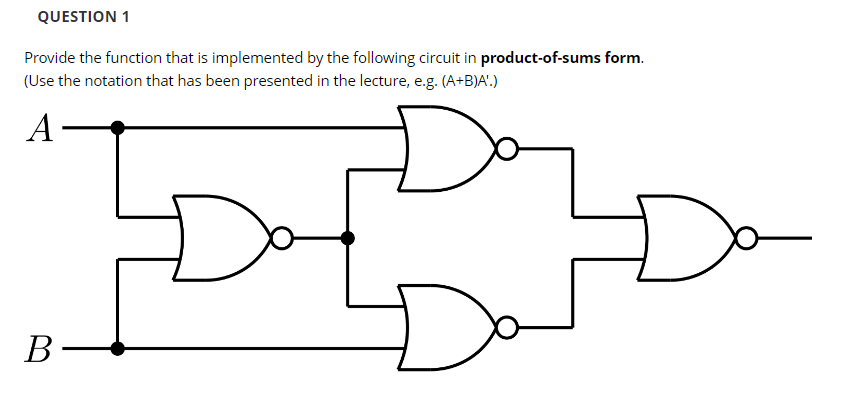 QUESTION 1
Provide the function that is implemented by the following circuit in product-of-sums form.
(Use the notation that has been presented in the lecture, e.g. (A+B)A'.)
A
B